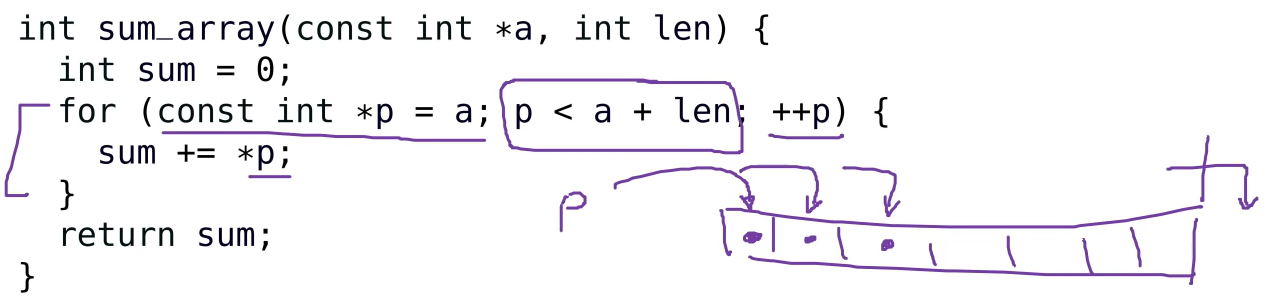 int sum_array(const int *a, int len) {
  int sum = 0;
  for (const int *p = a; p < a + len; ++p) {
    sum += *p;
  }
  return sum;
}
p